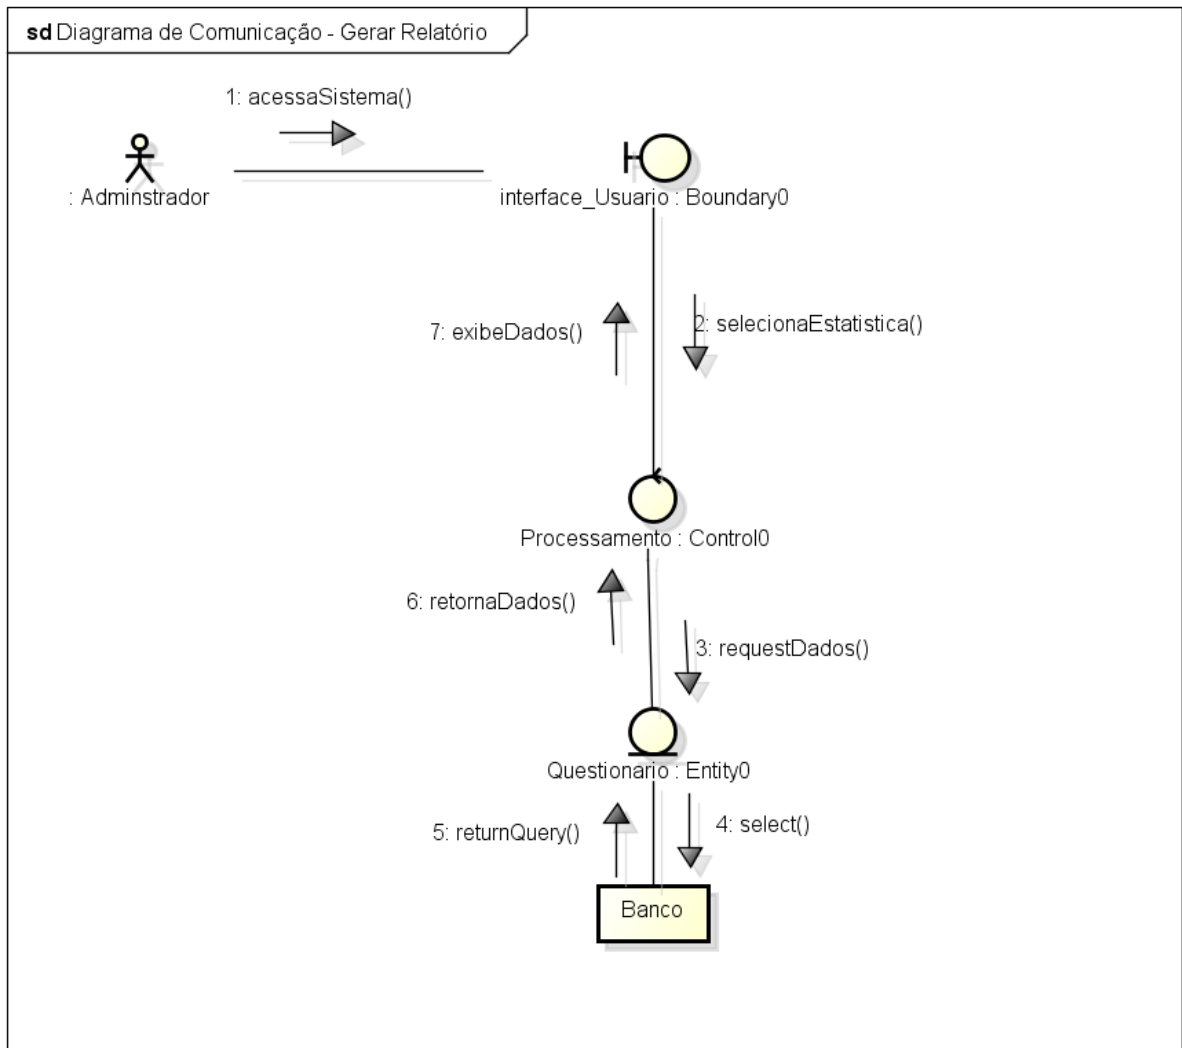 sd Diagrama de Comunicação - Gerar Relatório
1: acessaSistema()
: Adminstrador
interface_Usuario : Boundary0
7: exibeDados()
2: selecionaEstatistica()
Processamento : Control0
6: retornaDados()
3: requestDados()
Questionario : Entity0
5: returnQuery()
4: select()
Banco